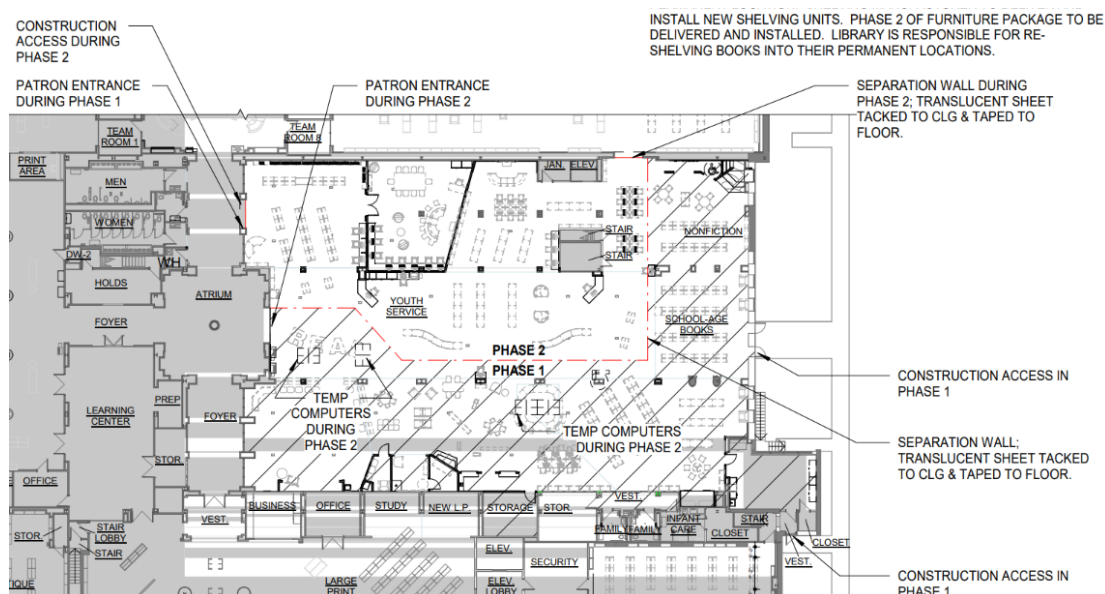 INSTALL NEW SHELVING UNITS. PHASE 2 OF FURNITURE PACKAGE TO BE
DELIVERED AND INSTALLED. LIBRARY IS RESPONSIBLE FOR RE-
SHELVING BOOKS INTO THEIR PERMANENT LOCATIONS.
CONSTRUCTION
ACCESS DURING
PHASE 2
PATRON ENTRANCE
DURING PHASE 1
PATRON ENTRANCE
DURING PHASE 2
SEPARATION WALL DURING
PHASE 2; TRANSLUCENT SHEET
TACKED TO CLG & TAPED TO
FLOOR.
TEAM
ROOM 1
TEAM
ROOM 8
PRINT
AREA
MEN
JAN.
ELEV
WOMEN
STAIR
STAIR
NONFICTION
DW-2
WH
HOLDS
ATRIUM
YOUTH
SERVICE
SCHOOL-AGE
BOOKS
FOYER
PHASE 2
PHASE 1
CONSTRUCTION ACCESS IN
PHASE 1
LEARNING
CENTER
PREP
FOYER
TEMP
COMPUTERS
DURING
PHASE 2
TEMP COMPUTERS
DURING PHASE 2
SEPARATION WALL;
TRANSLUCENT SHEET TACKED
TO CLG & TAPED TO FLOOR.
STOR.
OFFICE
VEST.
BUSINESS
OFFICE
STUDY
NEW L.P.
STORAGE
STOR.
VEST.
FAMILY
FAMILY
INFANT
CARE
CLOSET
STAIR
CLOSET
VEST.
STOR.
STAIR
LOBBY
STAIR
ELEV.
SECURITY
TIQUE
LARGE
PRINT
ELEV.
LOBBY
CONSTRUCTION ACCESS IN
PHASE 1